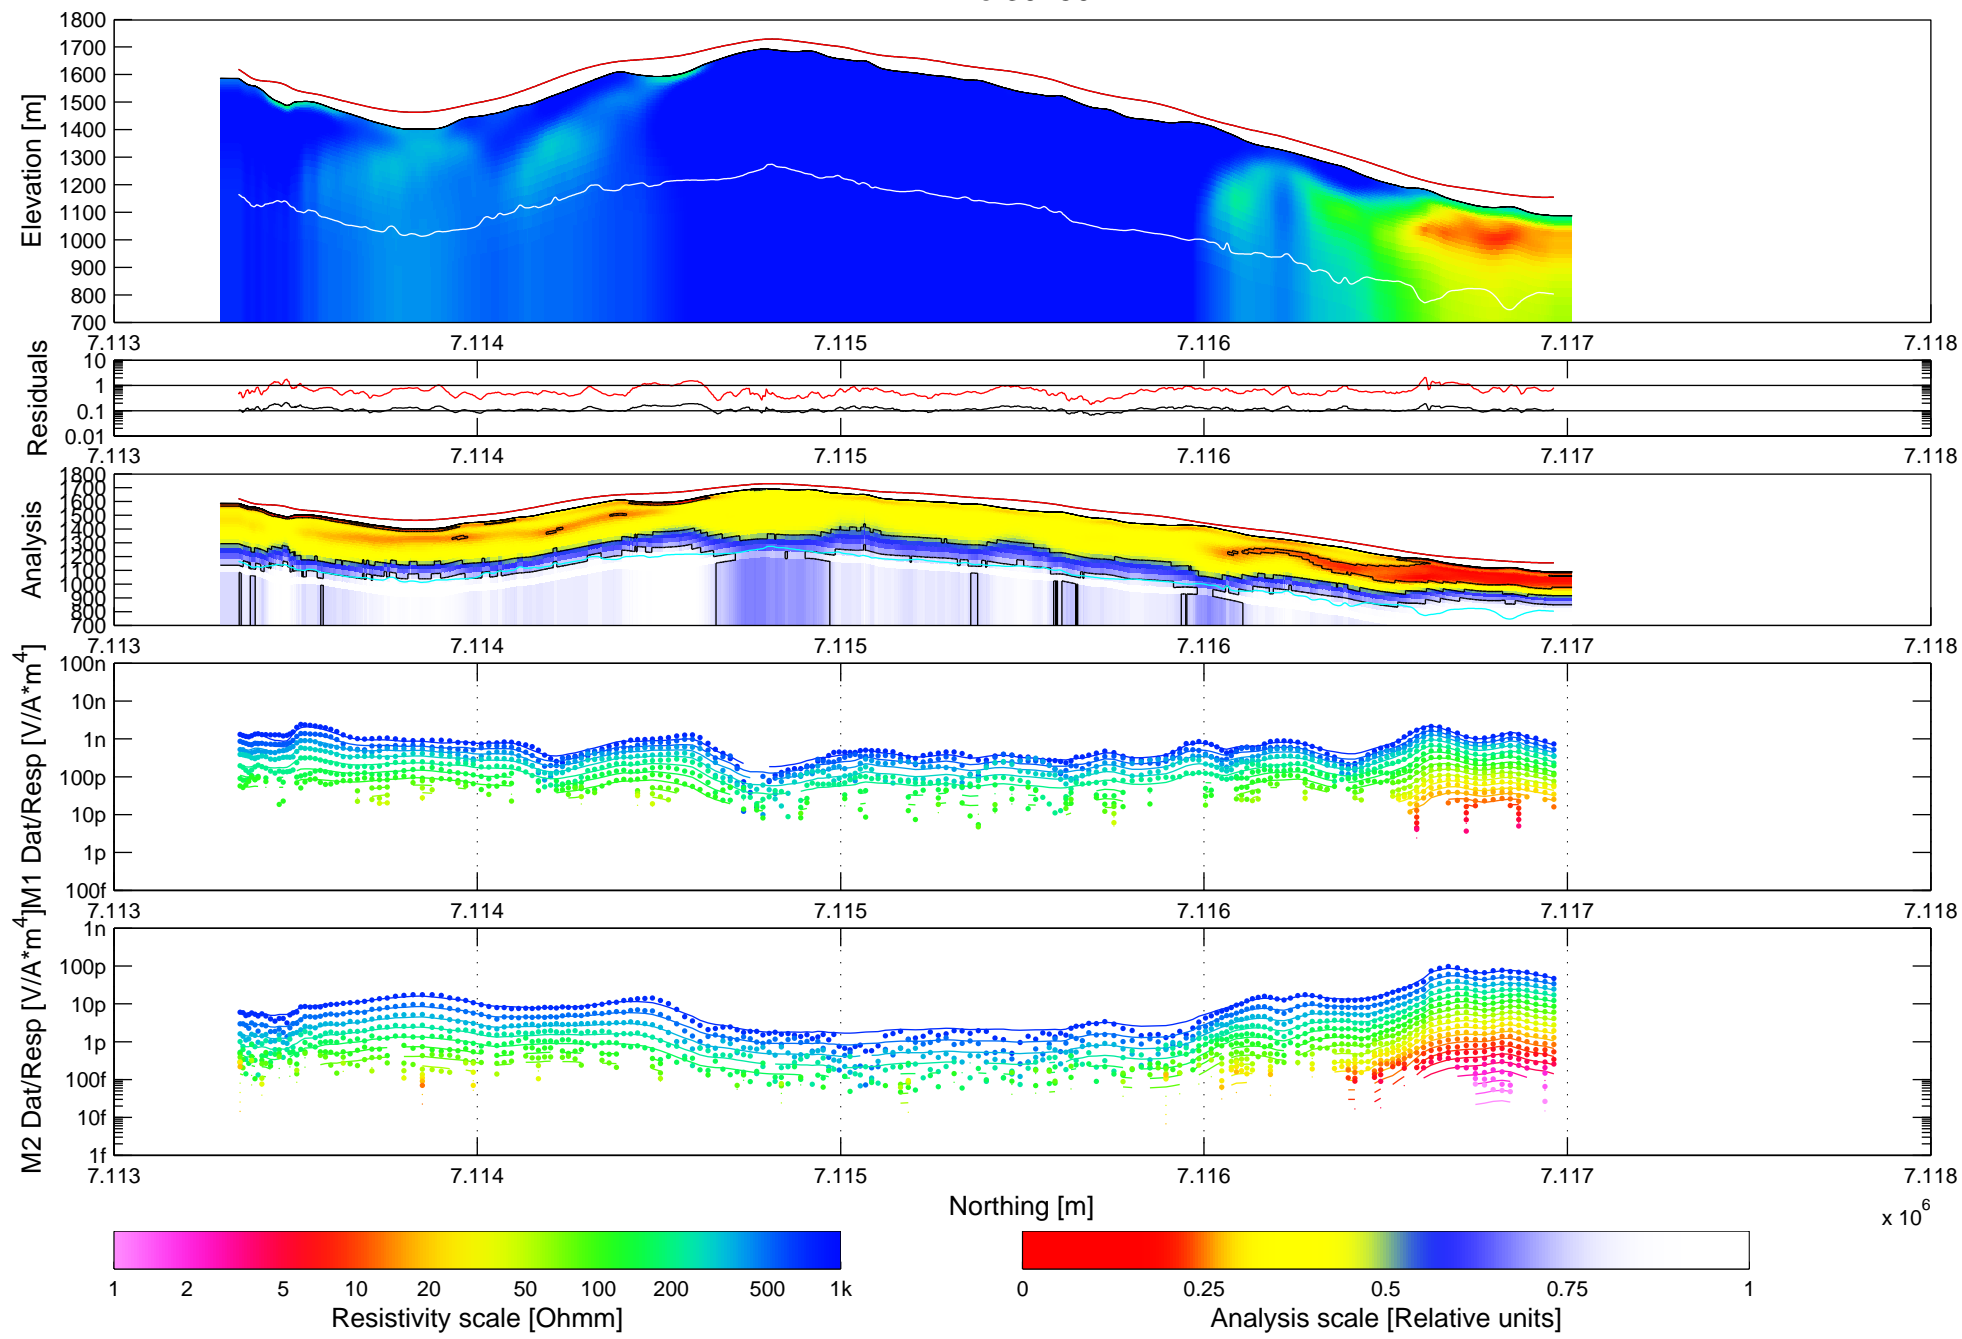 1800
1700
1600
1500
1400
1300
1200
1100
1000
900
800
700
Elevation [m]
7.113 7.114 7.115 7.116 7.117 7.118
10
1
0.1
0.01
Residuals
7.113 7.114 7.115 7.116 7.117 7.118
1800
1700
1600
1500
1400
1300
1200
1100
1000
900
800
700
Analysis
7.113 7.114 7.115 7.116 7.117 7.118
100n
10n
1n
100p
10p
1p
100f
M1 Dat/Resp [V/A*m^4]
7.113 7.114 7.115 7.116 7.117 7.118
1n
100p
10p
1p
100f
10f
1f
M2 Dat/Resp [V/A*m^4]
7.113 7.114 7.115 7.116 7.117 7.118
Northing [m]
x 10^6
1 2 5 10 20 50 100 200 500 1k
Resistivity scale [Ohmm]
0 0.25 0.5 0.75 1
Analysis scale [Relative units]